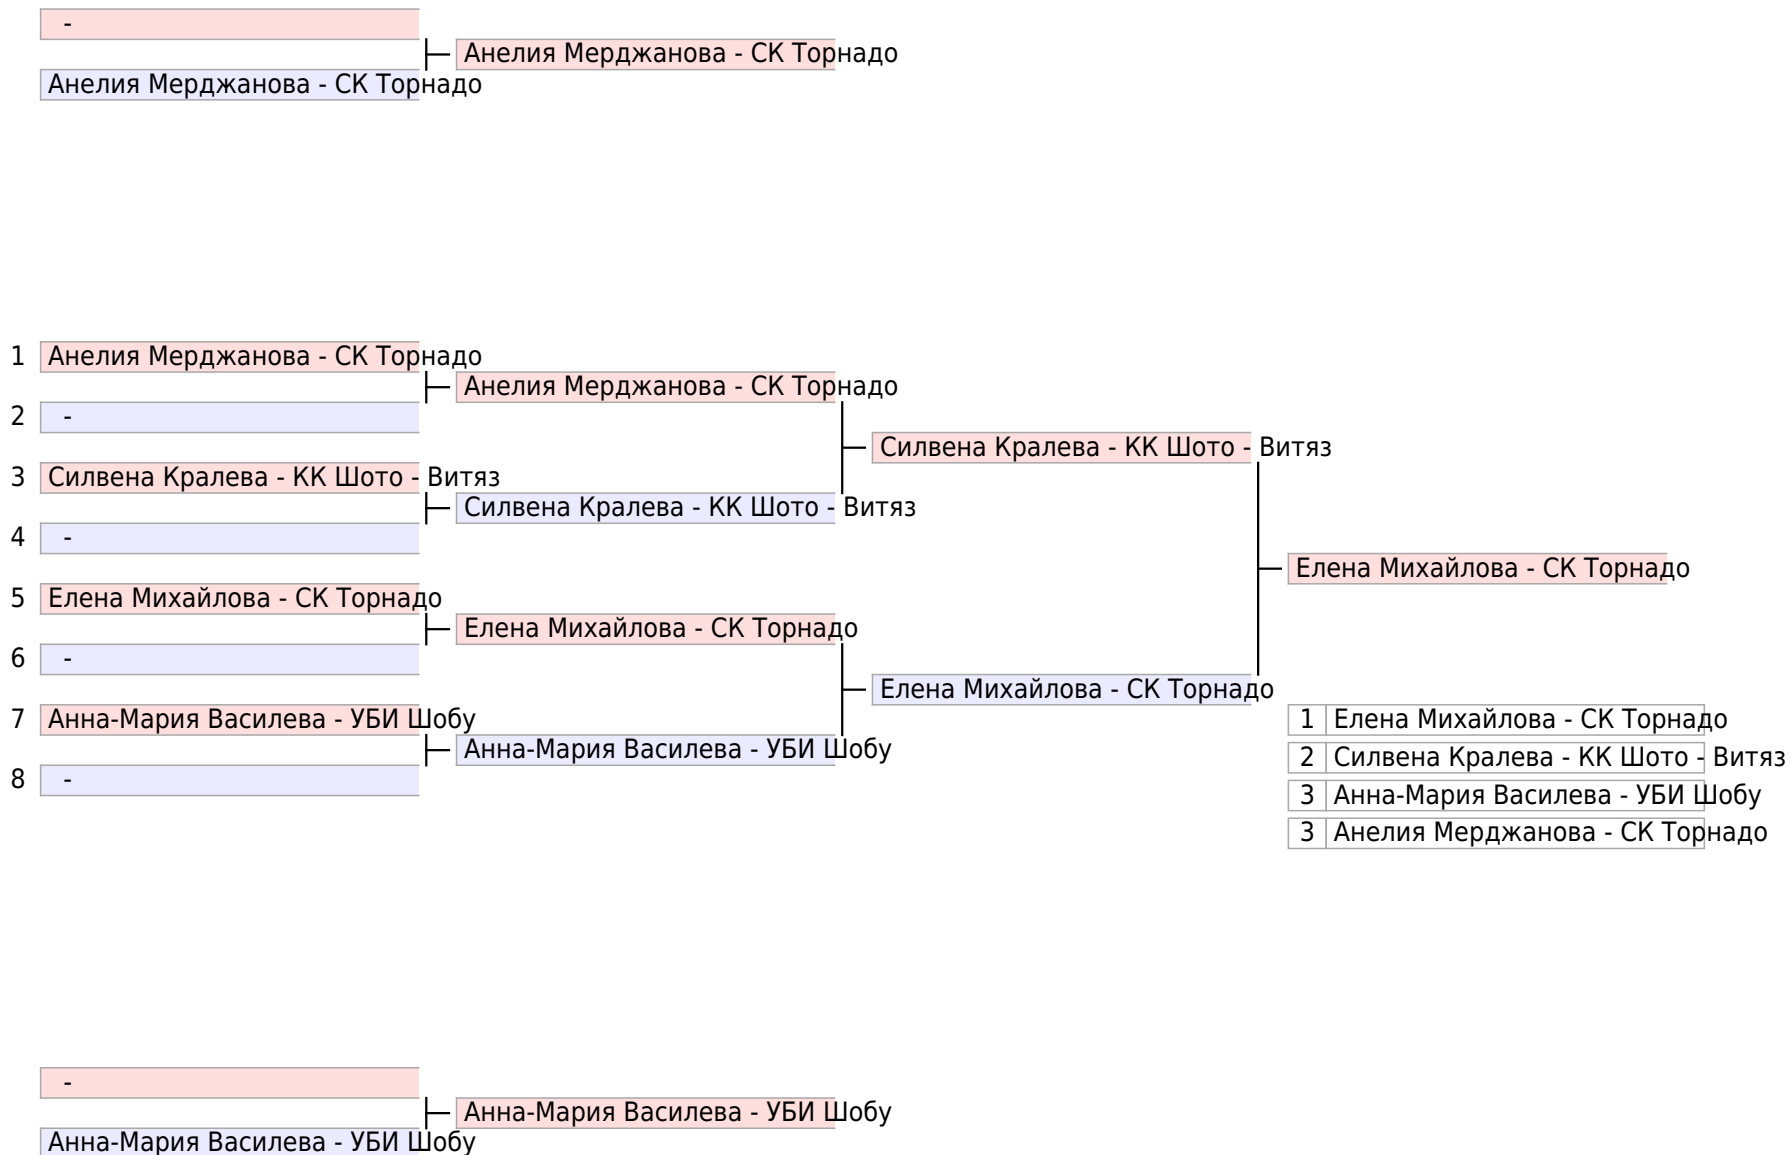 -
Анелия Мерджанова - СК Торнадо
Анелия Мерджанова - СК Торнадо
1 Анелия Мерджанова - СК Торнадо
Анелия Мерджанова - СК Торнадо
2 -
Силвена Кралева - КК Шото - Витяз
3 Силвена Кралева - КК Шото - Витяз
Силвена Кралева - КК Шото - Витяз
4 -
Елена Михайлова - СК Торнадо
5 Елена Михайлова - СК Торнадо
Елена Михайлова - СК Торнадо
6 -
Елена Михайлова - СК Торнадо
7 Анна-Мария Василева - УБИ Шобу
Анна-Мария Василева - УБИ Шобу
8 -
1 Елена Михайлова - СК Торнадо
2 Силвена Кралева - КК Шото - Витяз
3 Анна-Мария Василева - УБИ Шобу
3 Анелия Мерджанова - СК Торнадо
-
Анна-Мария Василева - УБИ Шобу
Анна-Мария Василева - УБИ Шобу